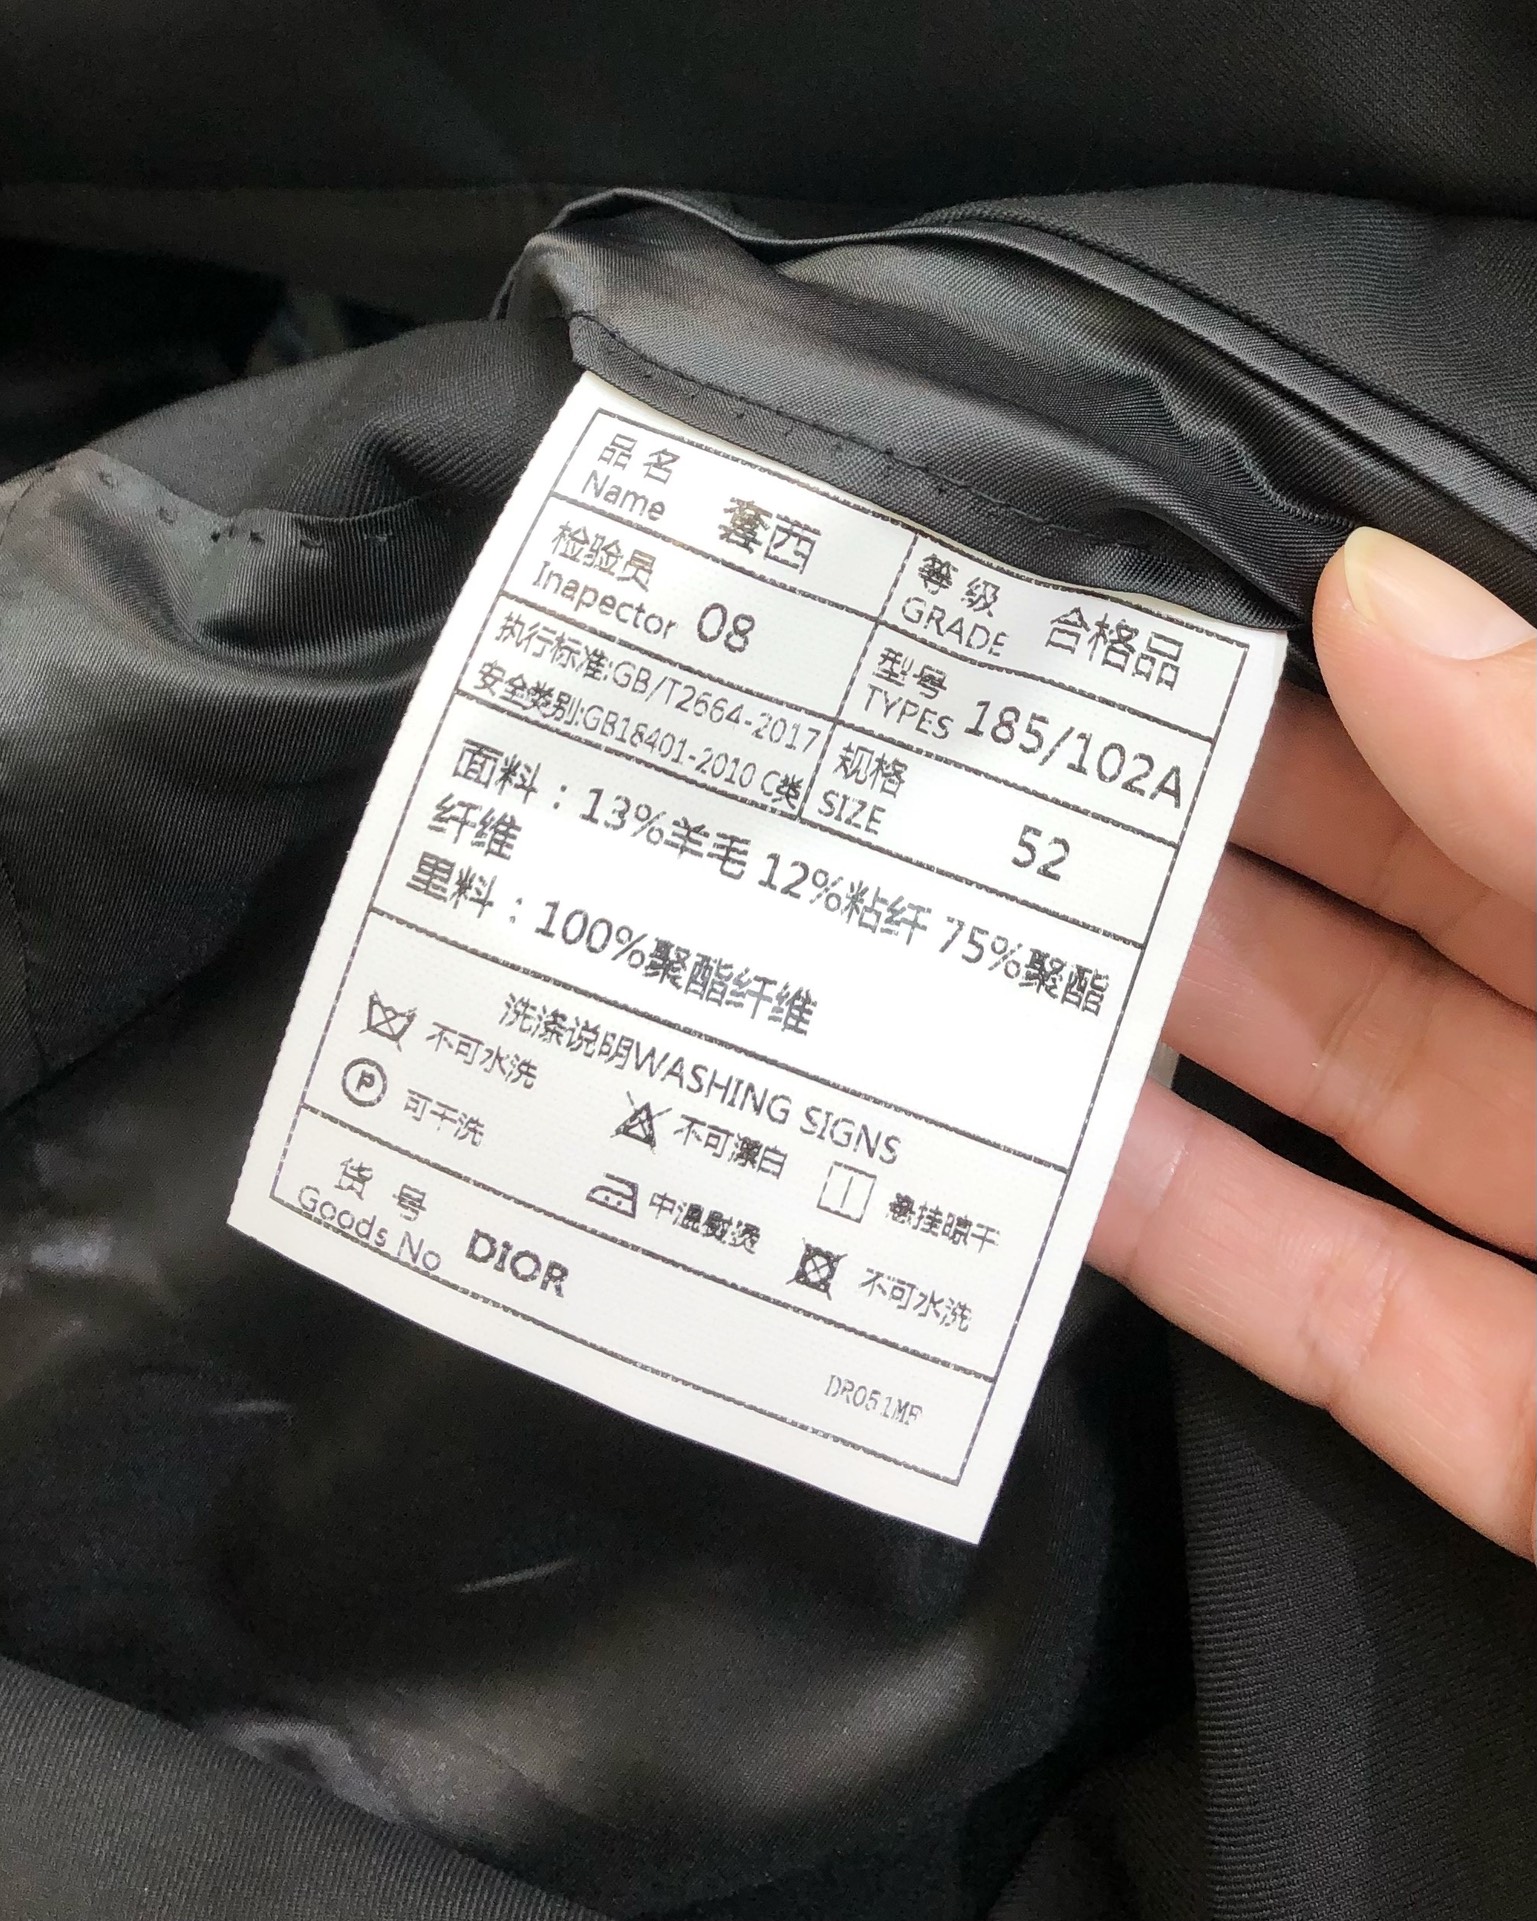 品名 套西 等级 合格品
Name GRADE
检验员 08 型号 185/102A
Inapector TYPES
执行标准:GB/T2664-2017 规格 52
安全类别:GB18401-2010 C类 SIZE
面料：13%羊毛 12%粘纤 75%聚酯
纤维
里料：100%聚酯纤维
洗涤说明WASHING SIGNS
不可水洗 不可漂白 悬挂晾干
P 可干洗 中温熨烫 不可水洗
货号 DIOR
Goods No
DR051MF